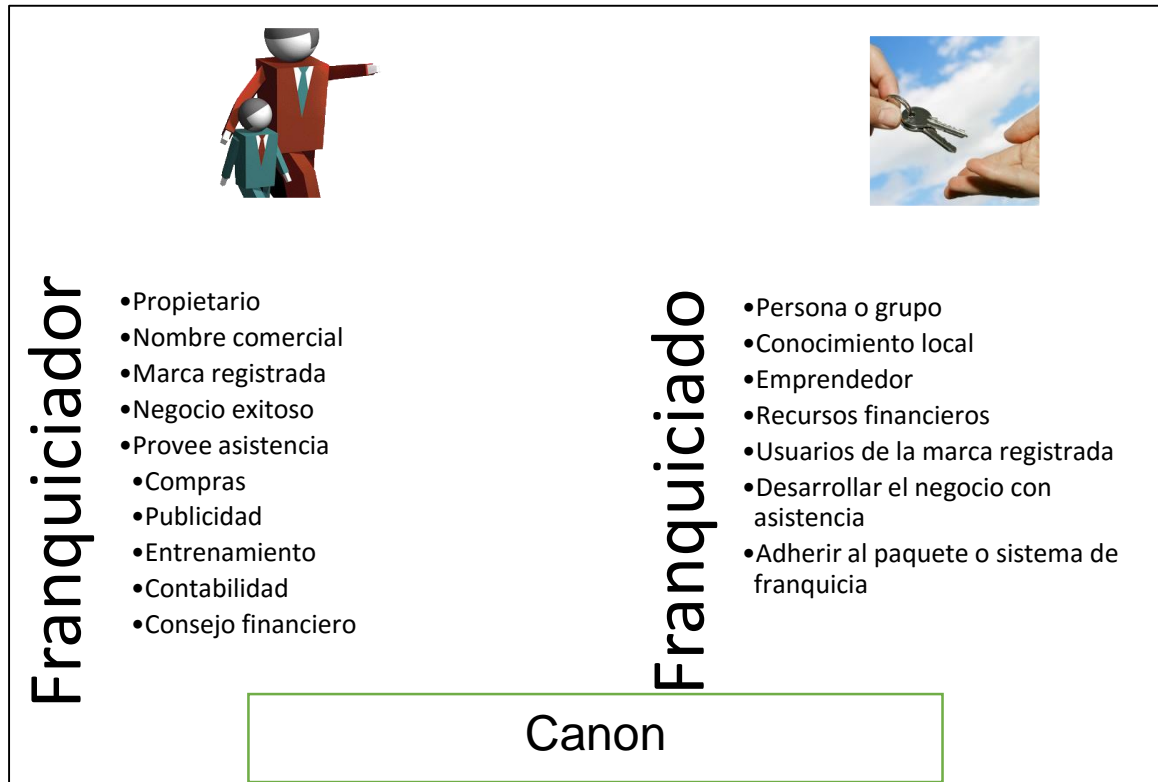 Franquiciador
•Propietario
•Nombre comercial
•Marca registrada
•Negocio exitoso
•Provee asistencia
•Compras
•Publicidad
•Entrenamiento
•Contabilidad
•Consejo financiero
Franquiciado
•Persona o grupo
•Conocimiento local
•Emprendedor
•Recursos financieros
•Usuarios de la marca registrada
•Desarrollar el negocio con
asistencia
•Adherir al paquete o sistema de
franquicia
Canon